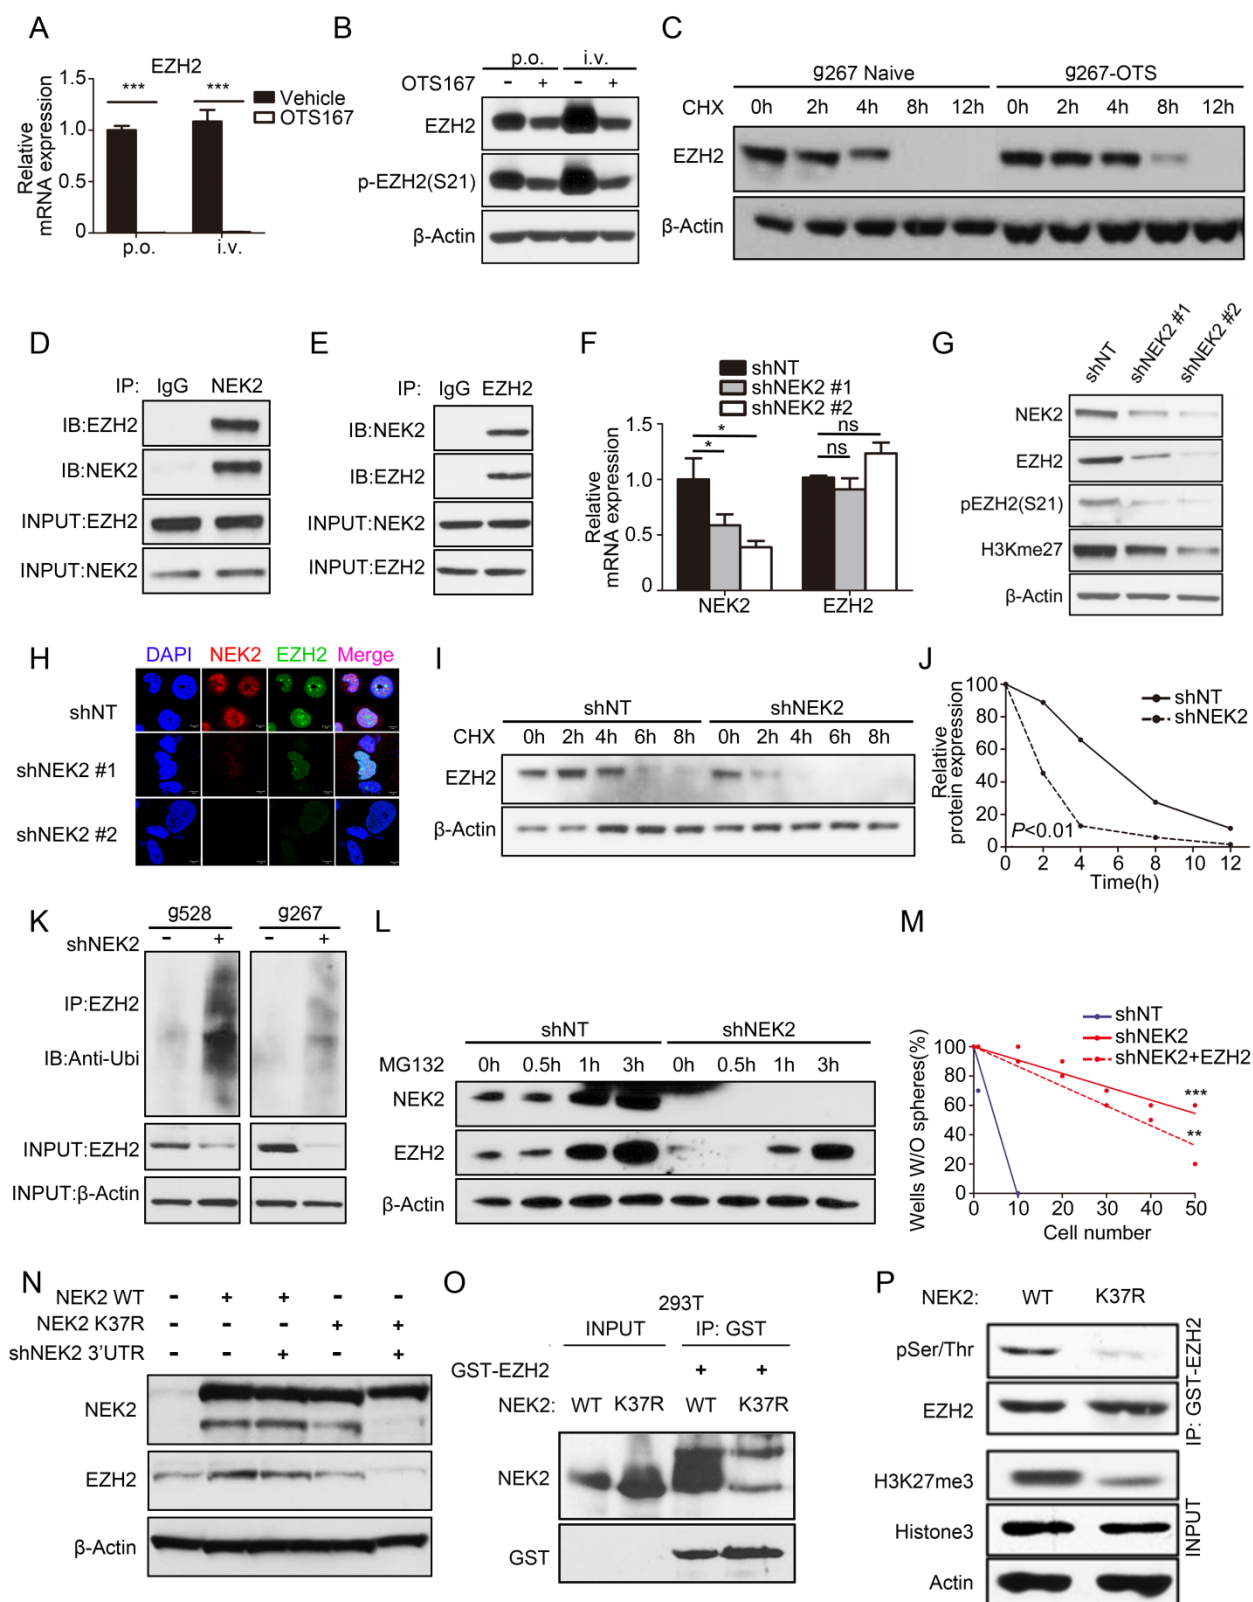 A
EZH2
1.5
1.0
0.5
0
Relative
mRNA expression
***
***
Vehicle
OTS167
p.o.
i.v.
B
p.o. i.v.
OTS167 - + - +
EZH2
p-EZH2(S21)
β-Actin
C
g267 Naive g267-OTS
CHX 0h 2h 4h 8h 12h 0h 2h 4h 8h 12h
EZH2
β-Actin
D
IP: IgG NEK2
IB:EZH2
IB:NEK2
INPUT:EZH2
INPUT:NEK2
E
IP: IgG EZH2
IB:NEK2
IB:EZH2
INPUT:NEK2
INPUT:EZH2
F
shNT
shNEK2 #1
shNEK2 #2
1.5
1.0
0.5
0
Relative
mRNA expression
*
*
ns
ns
NEK2 EZH2
G
shNT shNEK2 #1 shNEK2 #2
NEK2
EZH2
pEZH2(S21)
H3Kme27
β-Actin
H
DAPI NEK2 EZH2 Merge
shNT
shNEK2 #1
shNEK2 #2
I
shNT shNEK2
CHX 0h 2h 4h 6h 8h 0h 2h 4h 6h 8h
EZH2
β-Actin
J
100
80
60
40
20
0
Relative
protein expression
shNT
shNEK2
P<0.01
0 2 4 6 8 10 12
Time(h)
K
g528 g267
shNEK2 - + - +
IP:EZH2
IB:Anti-Ubi
INPUT:EZH2
INPUT:β-Actin
L
shNT shNEK2
MG132 0h 0.5h 1h 3h 0h 0.5h 1h 3h
NEK2
EZH2
β-Actin
M
shNT
shNEK2
shNEK2+EZH2
100
80
60
40
20
0
Wells W/O spheres(%)
***
**
0 10 20 30 40 50
Cell number
N
NEK2 WT - + + - -
NEK2 K37R - - - + +
shNEK2 3'UTR - - + - +
NEK2
EZH2
β-Actin
O
293T
INPUT IP: GST
GST-EZH2 + +
NEK2: WT K37R WT K37R
NEK2
GST
P
NEK2: WT K37R
pSer/Thr
EZH2
IP: GST-EZH2
H3K27me3
Histone3
Actin
INPUT